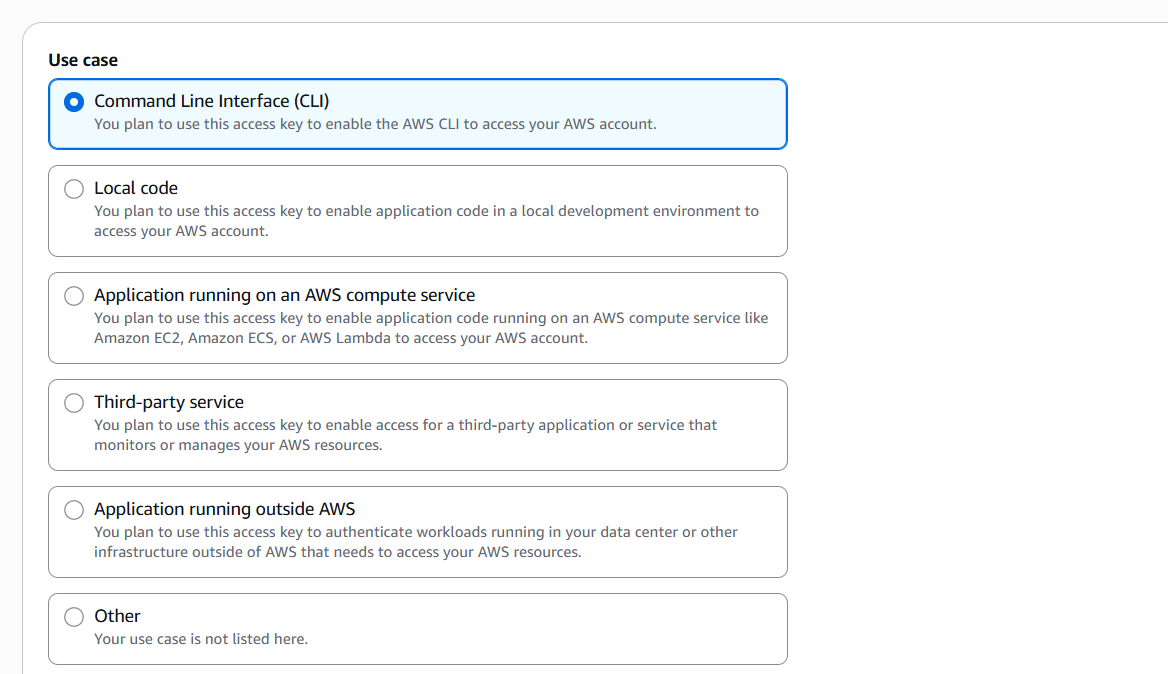 Use case
Command Line Interface (CLI)
You plan to use this access key to enable the AWS CLI to access your AWS account.
Local code
You plan to use this access key to enable application code in a local development environment to
access your AWS account.
Application running on an AWS compute service
You plan to use this access key to enable application code running on an AWS compute service like
Amazon EC2, Amazon ECS, or AWS Lambda to access your AWS account.
Third-party service
You plan to use this access key to enable access for a third-party application or service that
monitors or manages your AWS resources.
Application running outside AWS
You plan to use this access key to authenticate workloads running in your data center or other
infrastructure outside of AWS that needs to access your AWS resources.
Other
Your use case is not listed here.